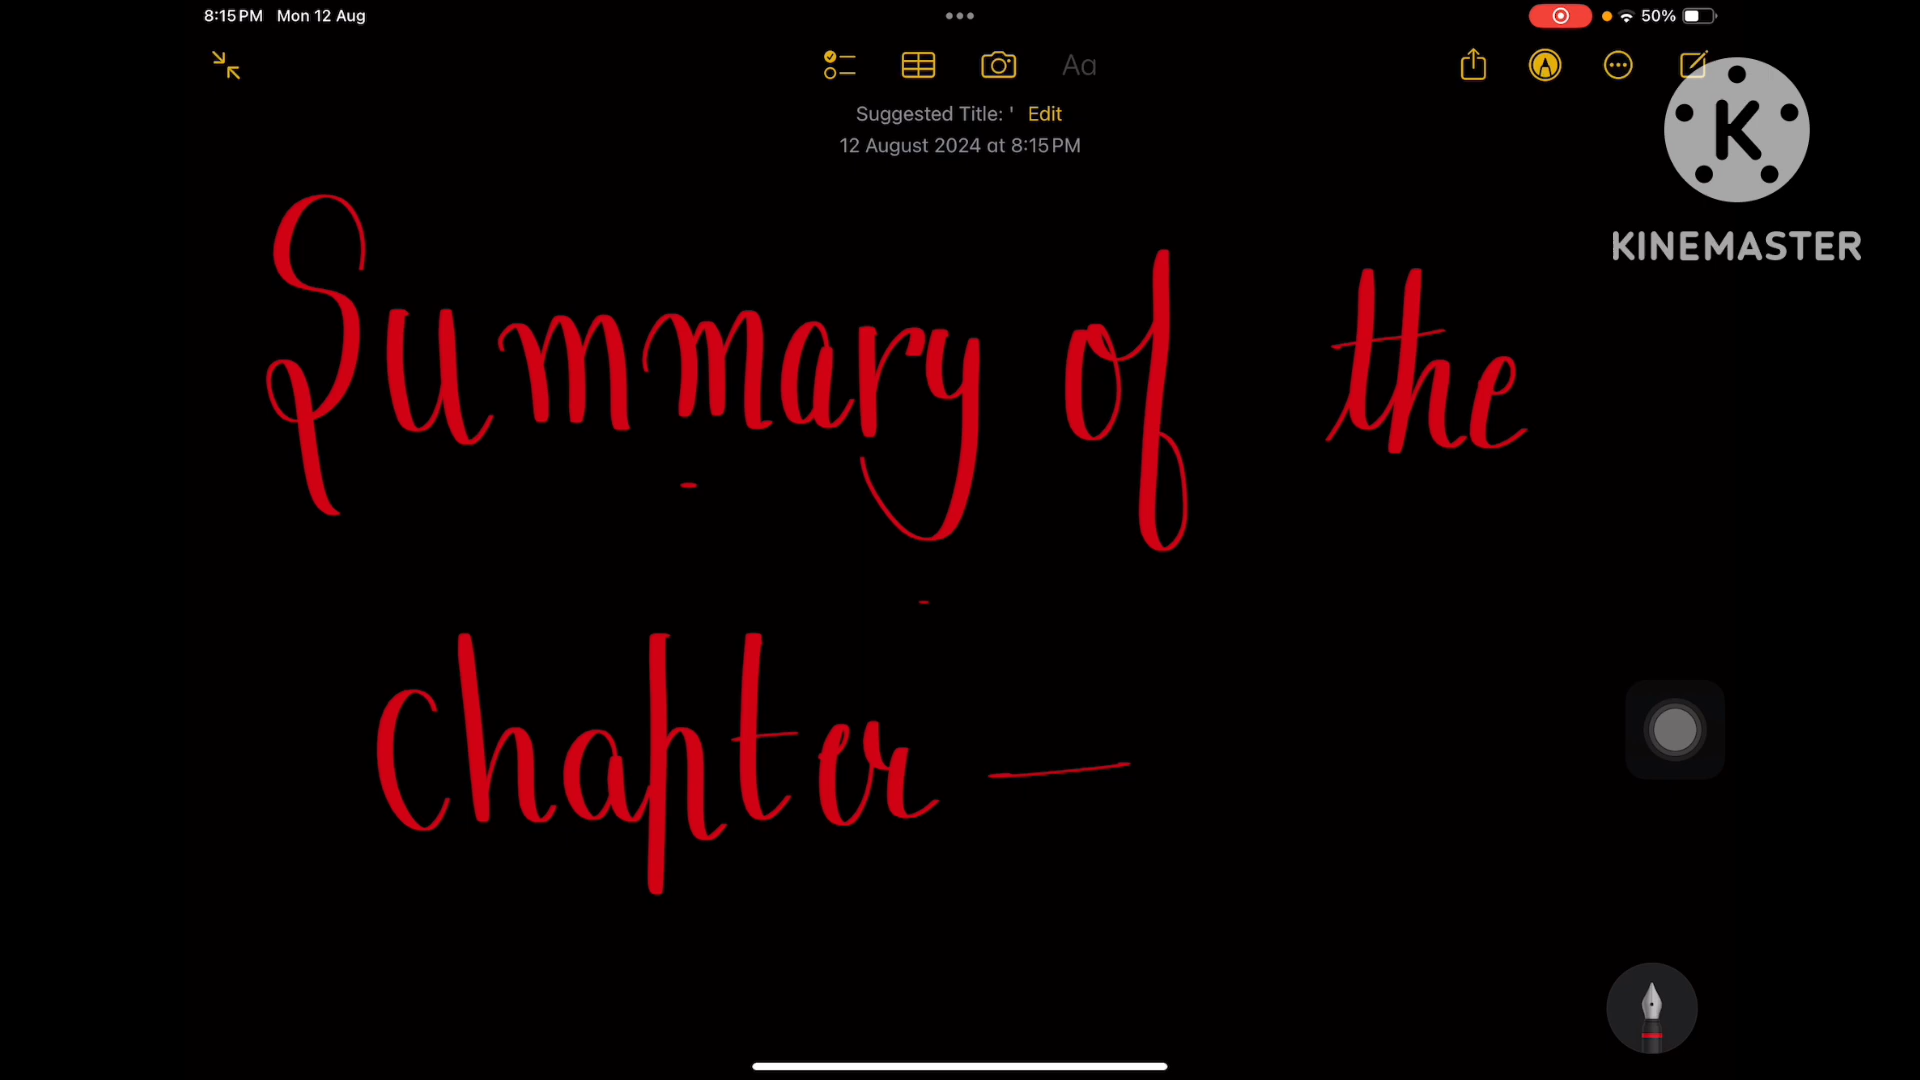 8:15 PM Mon 12 Aug
50%
Aa
Suggested Title: ' Edit
12 August 2024 at 8:15 PM
K
KINEMASTER
Summary of the
Chapter —